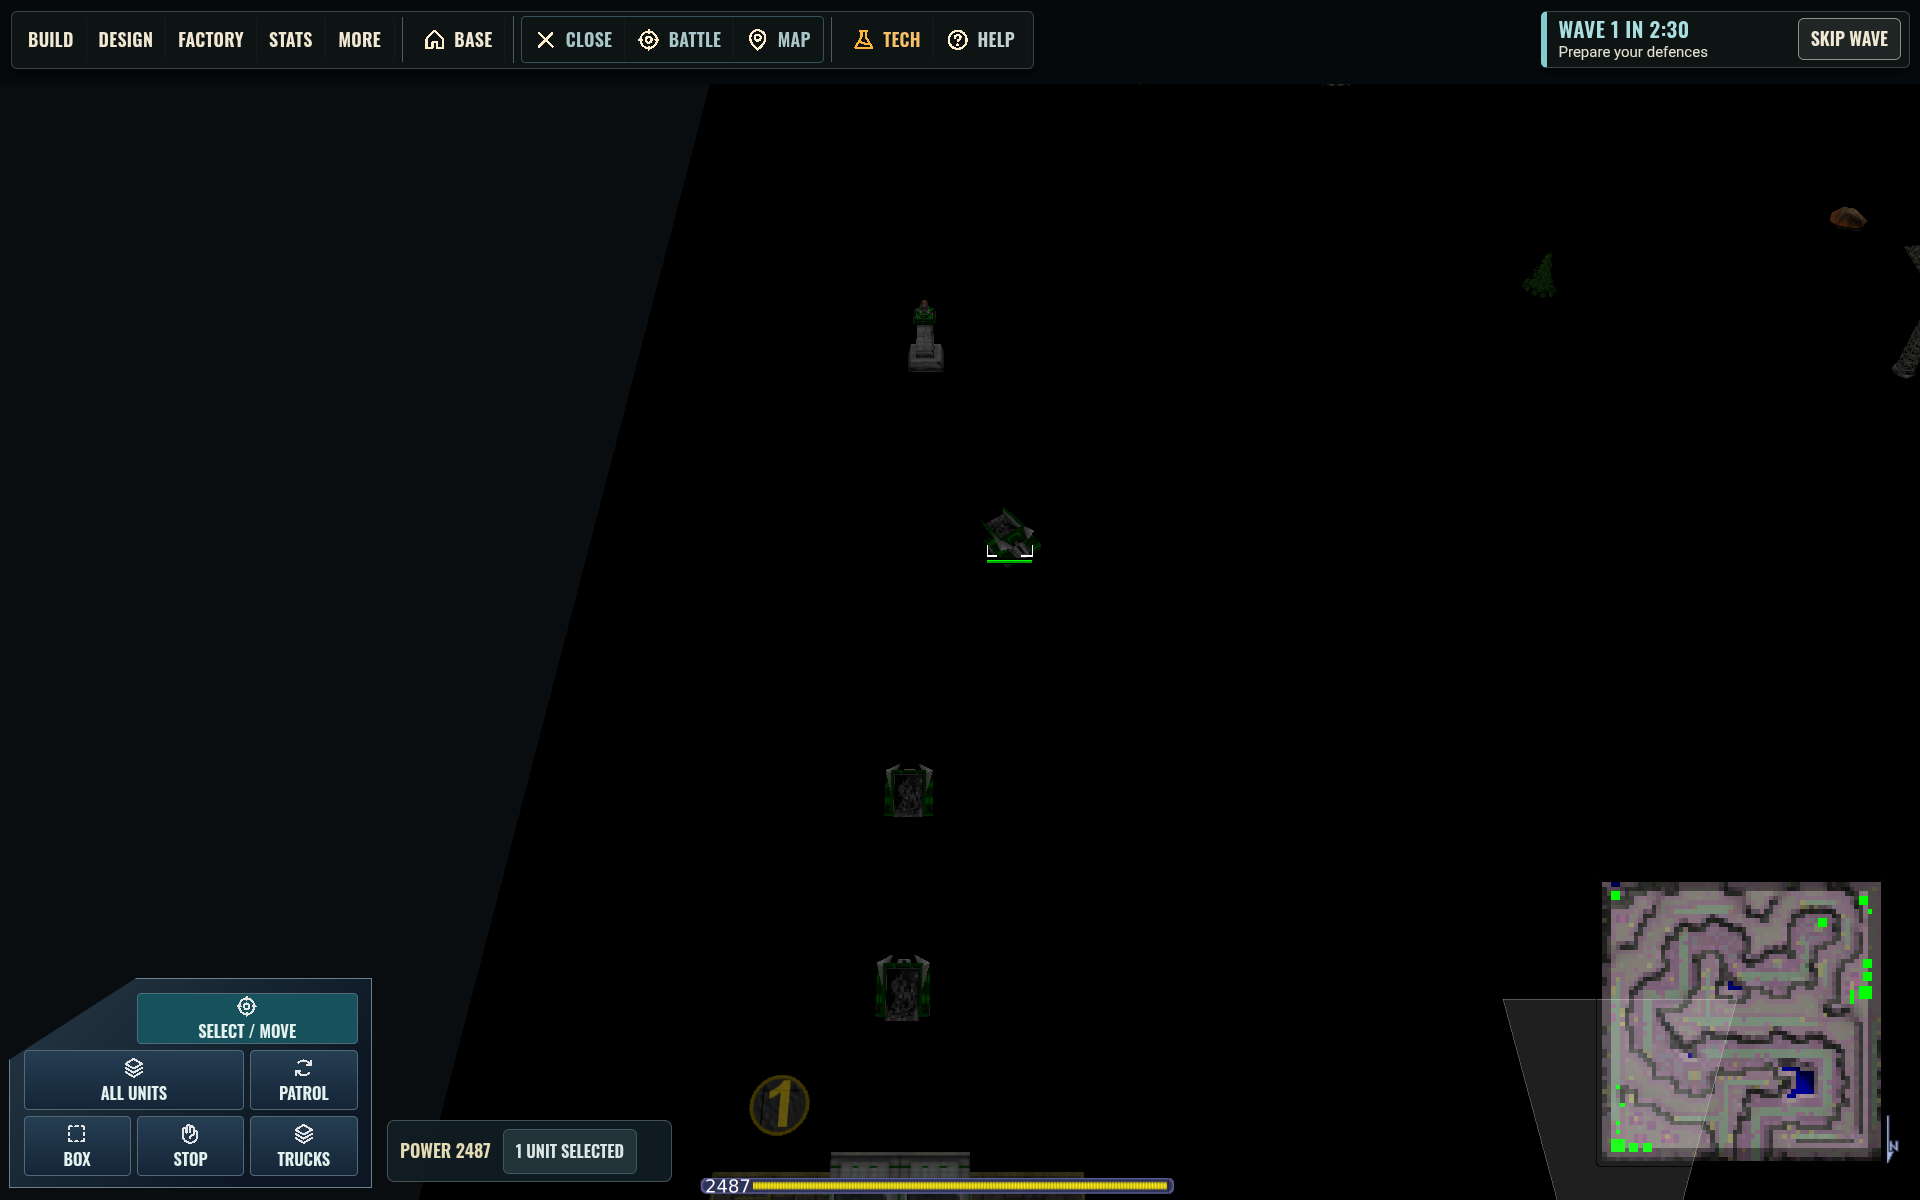 BUILD
DESIGN
FACTORY
STATS
MORE
BASE
CLOSE
BATTLE
MAP
TECH
HELP
WAVE 1 IN 2:30
Prepare your defences
SKIP WAVE
SELECT / MOVE
ALL UNITS
PATROL
BOX
STOP
TRUCKS
POWER 2487
1 UNIT SELECTED
1
2487
N